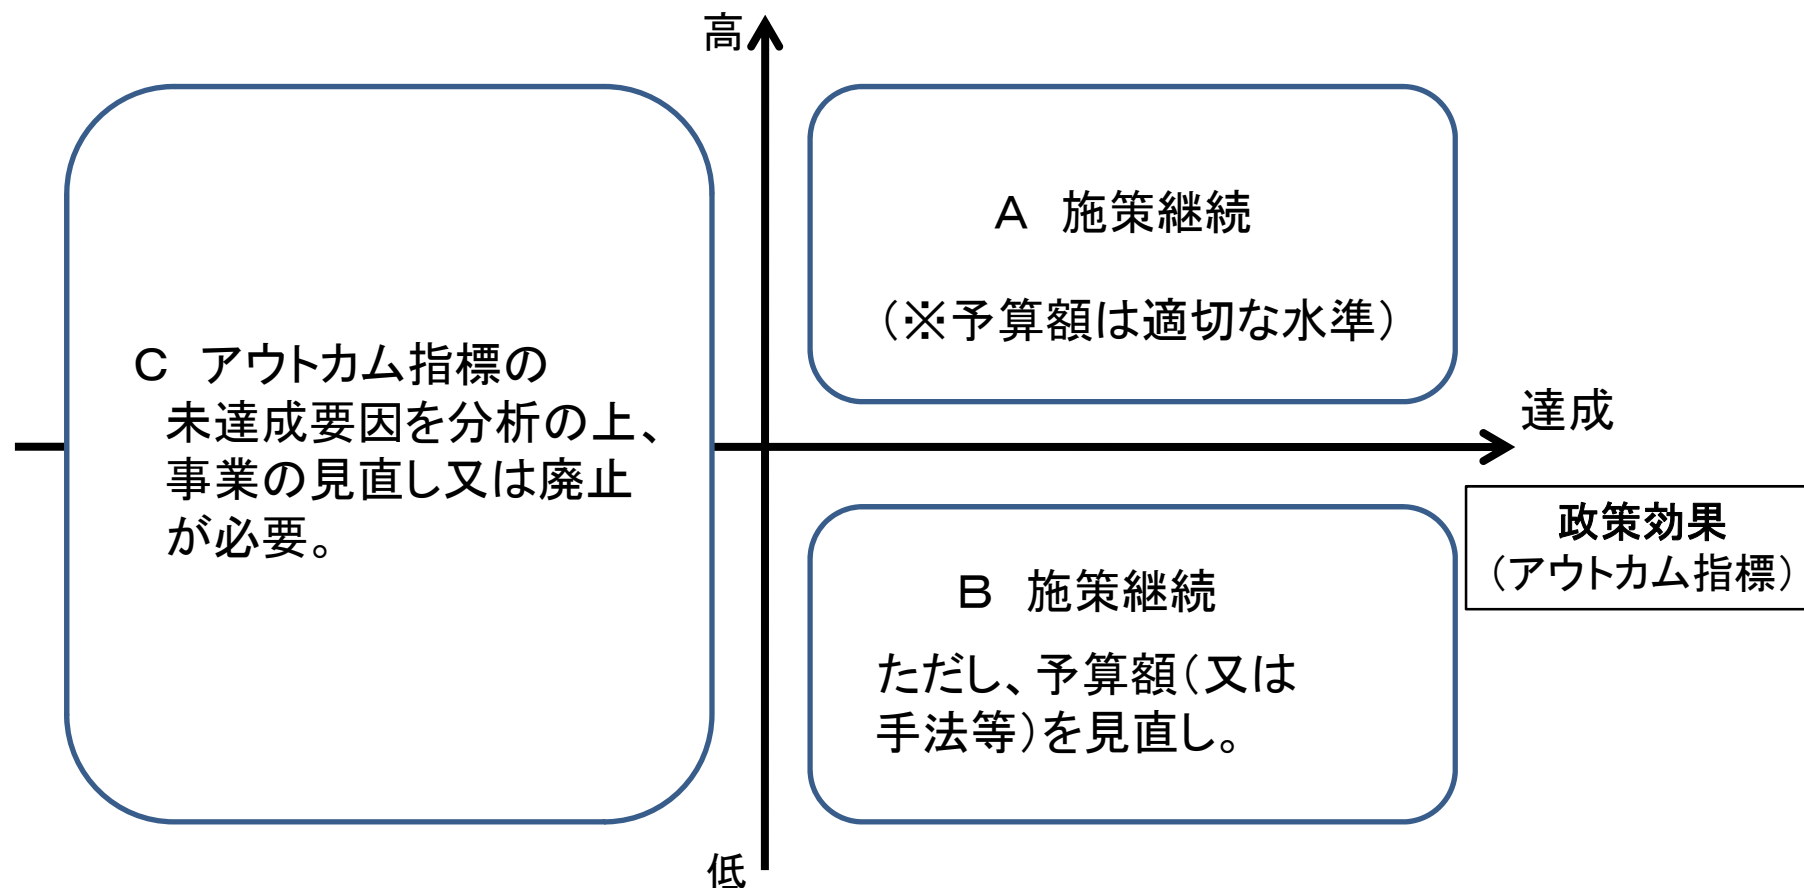 高
A　施策継続
（※予算額は適切な水準）
C　アウトカム指標の
未達成要因を分析の上、
事業の見直し又は廃止
が必要。
達成
政策効果
（アウトカム指標）
B　施策継続
ただし、予算額（又は
手法等）を見直し。
低